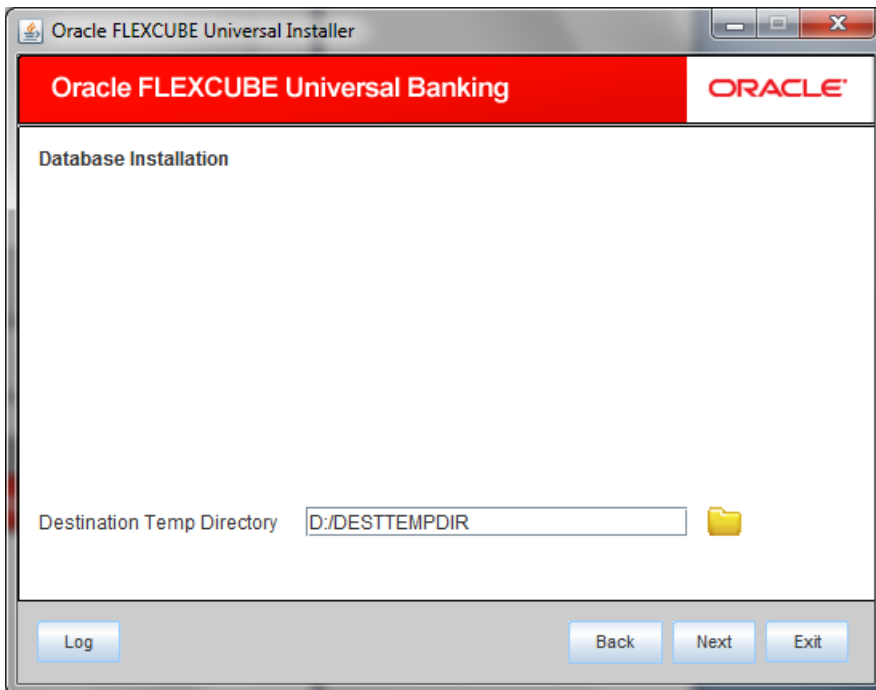 Oracle FLEXCUBE Universal Installer
Oracle FLEXCUBE Universal Banking
ORACLE'
Database Installation
Destination Temp Directory D:/DESTTEMPDIR
Log Back Next Exit